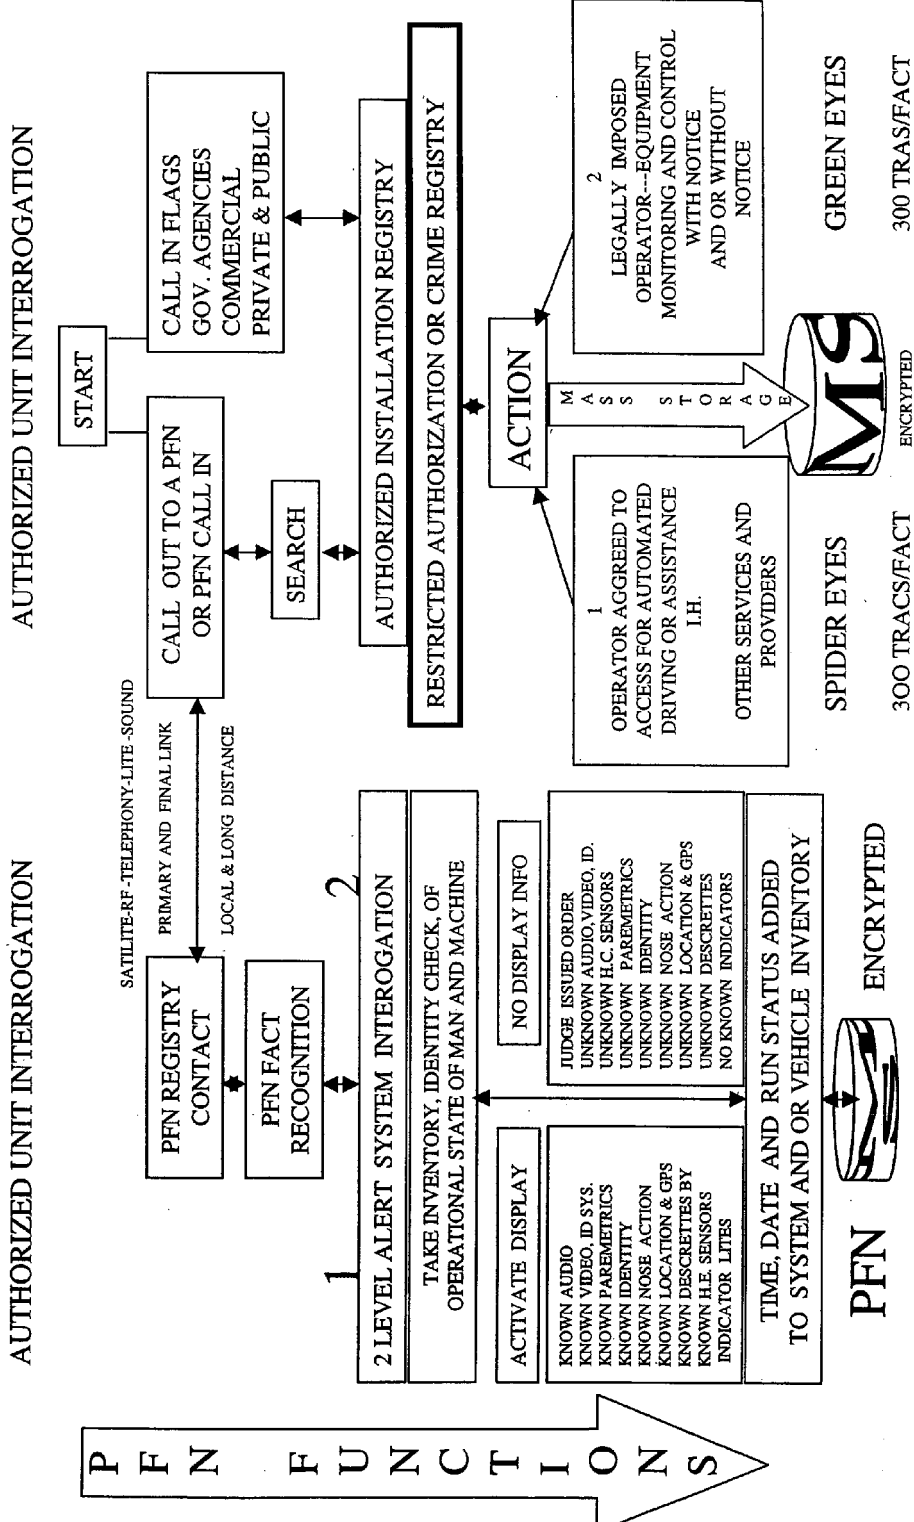 AUTHORIZED UNIT INTERROGATION
AUTHORIZED UNIT INTERROGATION
PFN FUNCTIONS
SATILITE-RF-TELEPHONY-LITE-SOUND
PRIMARY AND FINAL LINK
LOCAL & LONG DISTANCE
PFN REGISTRY
CONTACT
PFN FACT
RECOGNITION
1
2
2 LEVEL ALERT SYSTEM INTEROGATION
TAKE INVENTORY, IDENTITY CHECK, OF
OPERATIONAL STATE OF MAN AND MACHINE
ACTIVATE DISPLAY
NO DISPLAY INFO
KNOWN AUDIO
KNOWN VIDEO, ID SYS.
KNOWN PAREMETRICS
KNOWN IDENTITY
KNOWN NOSE ACTION
KNOWN LOCATION & GPS
KNOWN DESCRETTES BY
KNOWN H.E. SENSORS
INDICATOR LITES
JUDGE ISSUED ORDER
UNKNOWN AUDIO,VIDEO, ID.
UNKNOWN H.C. SENSORS
UNKNOWN PAREMETRICS
UNKNOWN IDENTITY
UNKNOWN NOSE ACTION
UNKNOWN LOCATION & GPS
UNKNOWN DESCRETTES
NO KNOWN INDICATORS
TIME, DATE AND RUN STATUS ADDED
TO SYSTEM AND OR VEHICLE INVENTORY
PFN
ENCRYPTED
START
CALL OUT TO A PFN
OR PFN CALL IN
CALL IN FLAGS
GOV. AGENCIES
COMMERCIAL
PRIVATE & PUBLIC
SEARCH
AUTHORIZED INSTALLATION REGISTRY
RESTRICTED AUTHORIZATION OR CRIME REGISTRY
ACTION
1
OPERATOR AGGREED TO
ACCESS FOR AUTOMATED
DRIVING OR ASSISTANCE
I.H.
OTHER SERVICES AND
PROVIDERS
MASS STORAGE
2
LEGALLY IMPOSED
OPERATOR---EQUIPMENT
MONITORING AND CONTROL
WITH NOTICE
AND OR WITHOUT
NOTICE
MS
SPIDER EYES
GREEN EYES
3OO TRACS/FACT
ENCRYPTED
300 TRAS/FACT